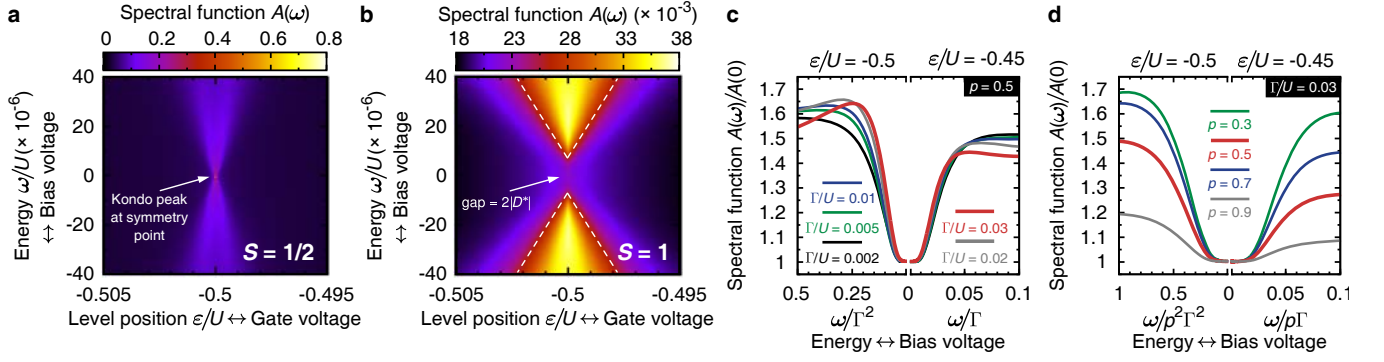 a
Spectral function A(ω)
0 0.2 0.4 0.6 0.8
Energy ω/U (× 10⁻⁶)
↔ Bias voltage
40
20
0
-20
-40
Kondo peak
at symmetry
point
S = 1/2
-0.505 -0.5 -0.495
Level position ε/U ↔ Gate voltage
b
Spectral function A(ω) (× 10⁻³)
18 23 28 33 38
Energy ω/U (× 10⁻⁶)
↔ Bias voltage
40
20
0
-20
-40
gap = 2|D*|
S = 1
-0.505 -0.5 -0.495
Level position ε/U ↔ Gate voltage
c
ε/U = -0.5
ε/U = -0.45
p = 0.5
Spectral function A(ω)/A(0)
1.7
1.6
1.5
1.4
1.3
1.2
1.1
1
Γ/U = 0.01
Γ/U = 0.005
Γ/U = 0.002
Γ/U = 0.03
Γ/U = 0.02
0.5 0.25 0 0.05 0.1
ω/Γ² ω/Γ
Energy ↔ Bias voltage
d
ε/U = -0.5
ε/U = -0.45
Γ/U = 0.03
Spectral function A(ω)/A(0)
1.7
1.6
1.5
1.4
1.3
1.2
1.1
1
p = 0.3
p = 0.5
p = 0.7
p = 0.9
1 0.5 0 0.05 0.1
ω/p²Γ² ω/pΓ
Energy ↔ Bias voltage